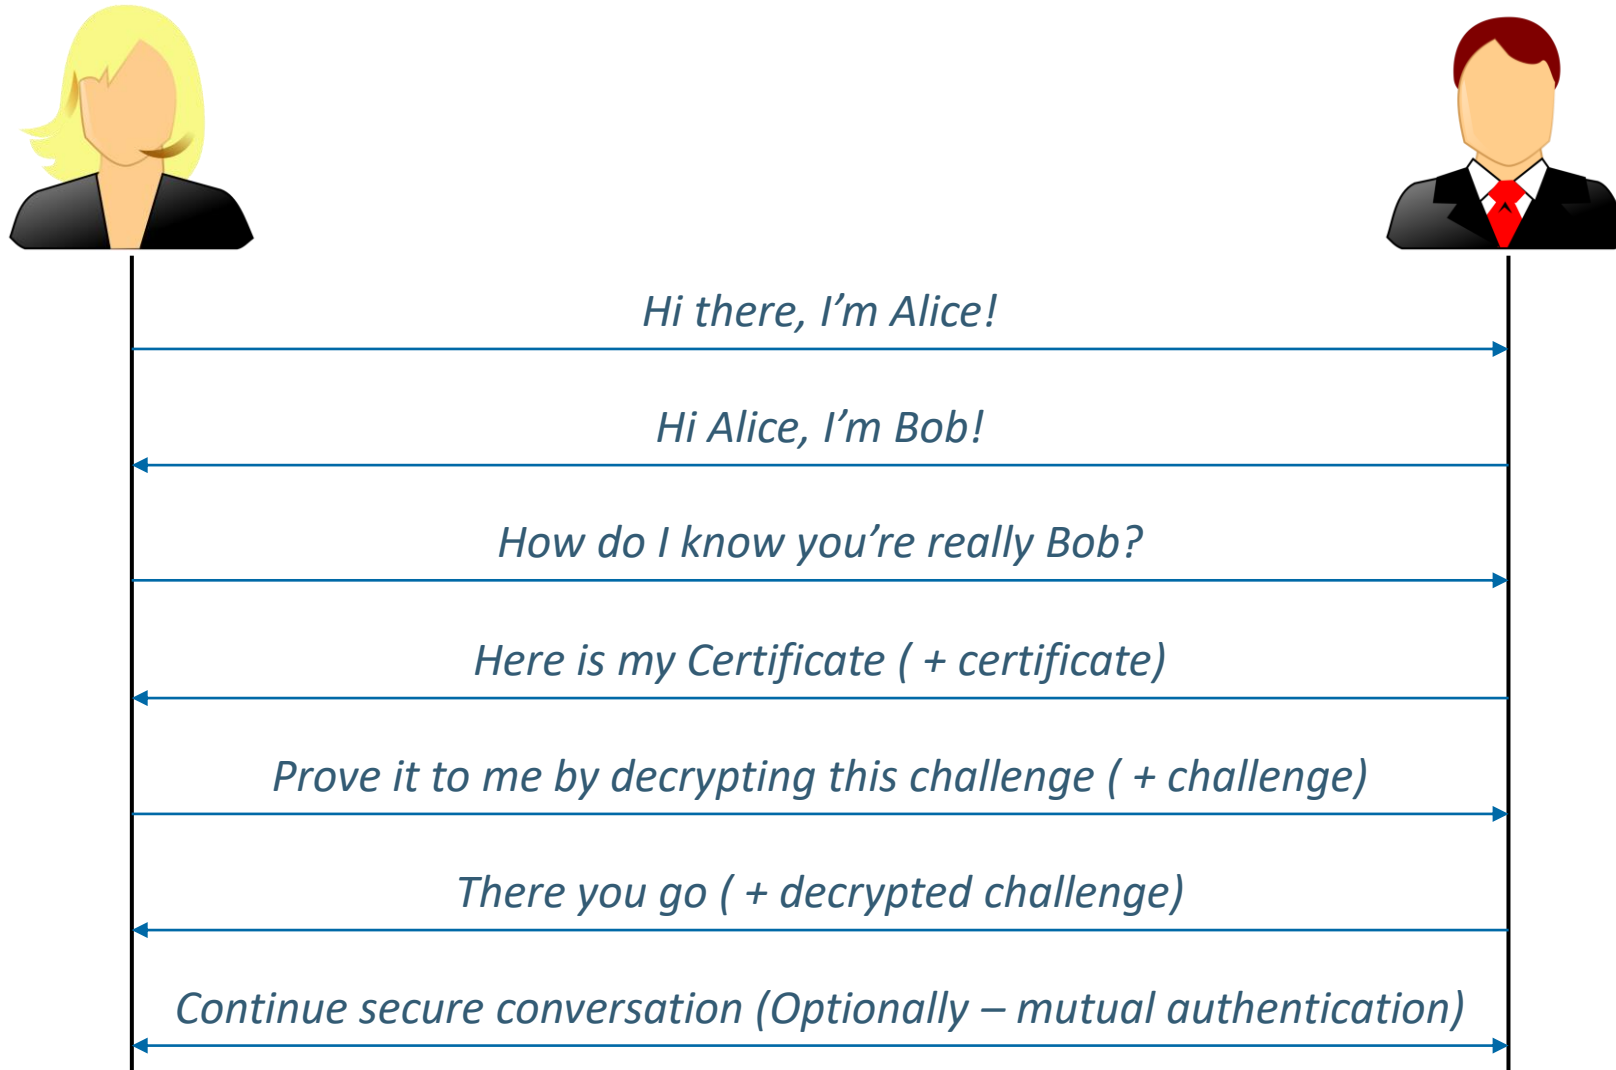 Hi there, I’m Alice!
Hi Alice, I’m Bob!
How do I know you’re really Bob?
Here is my Certificate ( + certificate)
Prove it to me by decrypting this challenge ( + challenge)
There you go ( + decrypted challenge)
Continue secure conversation (Optionally – mutual authentication)